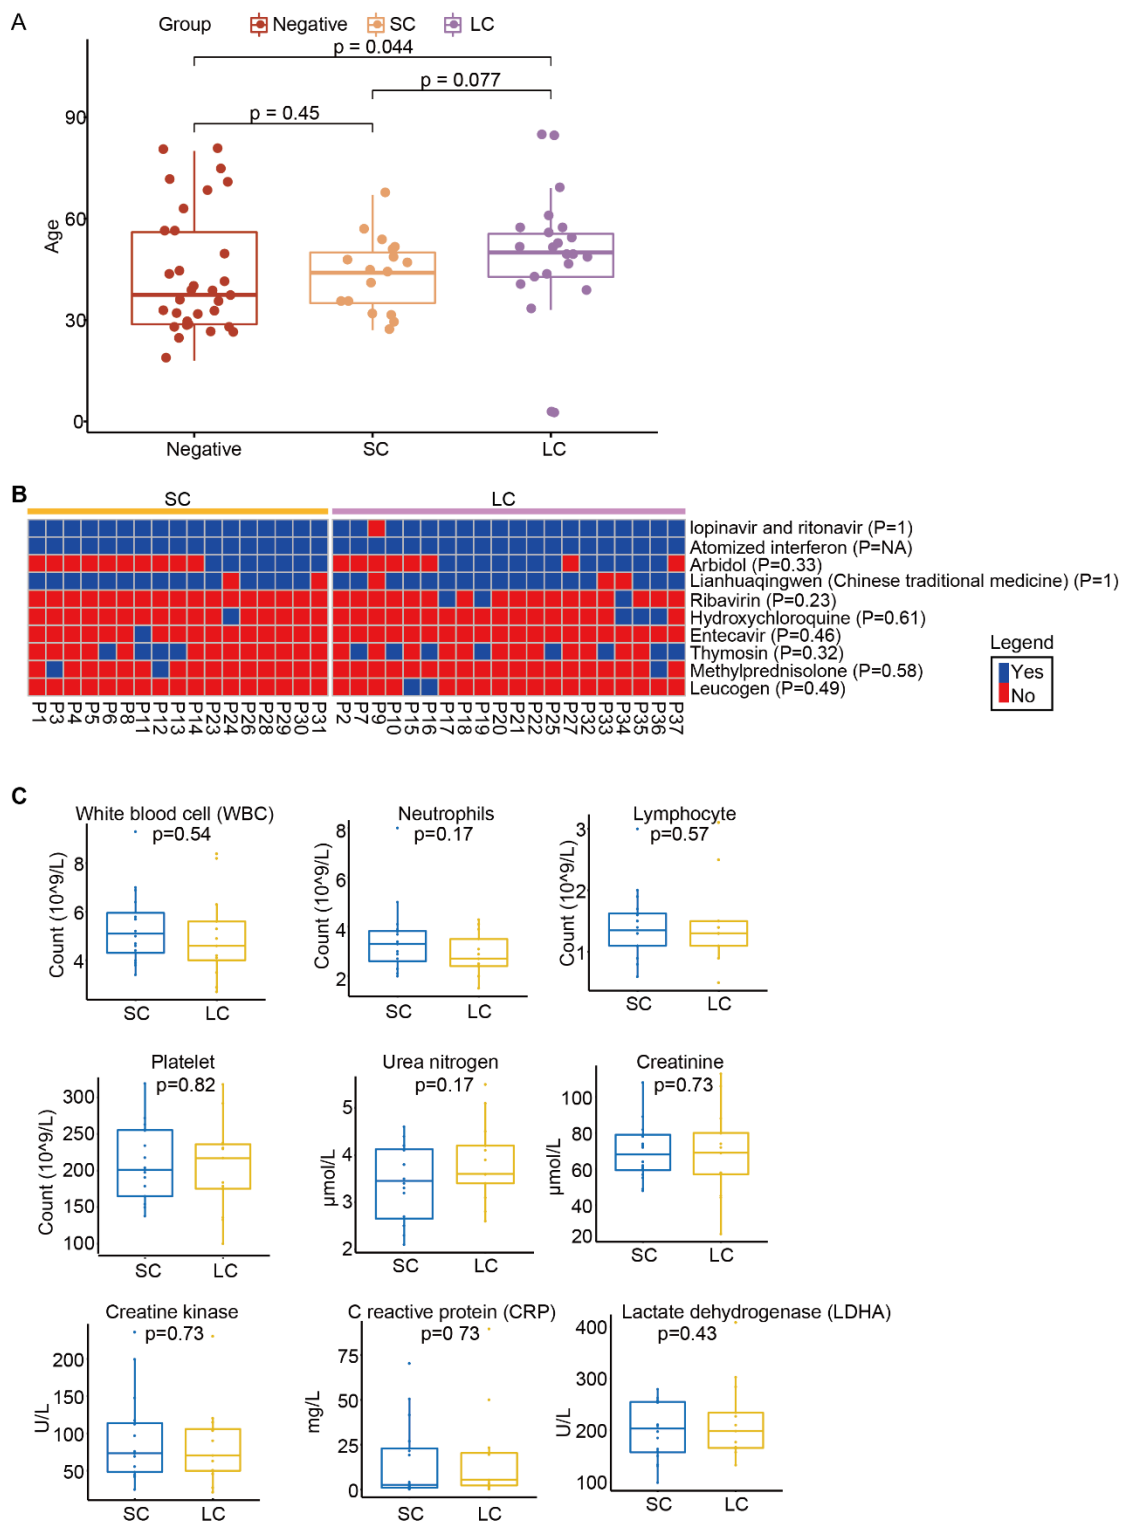 A
Group Negative SC LC
p = 0.044
p = 0.077
p = 0.45
90
60
30
0
Age
Negative SC LC
B
SC LC
lopinavir and ritonavir (P=1)
Atomized interferon (P=NA)
Arbidol (P=0.33)
Lianhuaqingwen (Chinese traditional medicine) (P=1)
Ribavirin (P=0.23)
Hydroxychloroquine (P=0.61)
Entecavir (P=0.46)
Thymosin (P=0.32)
Methylprednisolone (P=0.58)
Leucogen (P=0.49)
Legend
Yes
No
P1 P3 P4 P5 P6 P8 P11 P12 P13 P14 P23 P24 P26 P28 P29 P30 P31 P2 P7 P9 P10 P15 P16 P17 P18 P19 P20 P21 P22 P25 P27 P32 P33 P34 P35 P36 P37
C
White blood cell (WBC)
p=0.54
Count (10^9/L)
8
6
4
SC LC
Neutrophils
p=0.17
Count (10^9/L)
8
6
4
2
SC LC
Lymphocyte
p=0.57
Count (10^9/L)
3
2
1
SC LC
Platelet
p=0.82
Count (10^9/L)
300
250
200
150
100
SC LC
Urea nitrogen
p=0.17
μmol/L
5
4
3
2
SC LC
Creatinine
p=0.73
μmol/L
100
80
60
40
20
SC LC
Creatine kinase
p=0.73
U/L
200
150
100
50
SC LC
C reactive protein (CRP)
p=0 73
mg/L
75
50
25
0
SC LC
Lactate dehydrogenase (LDHA)
p=0.43
U/L
400
300
200
100
SC LC